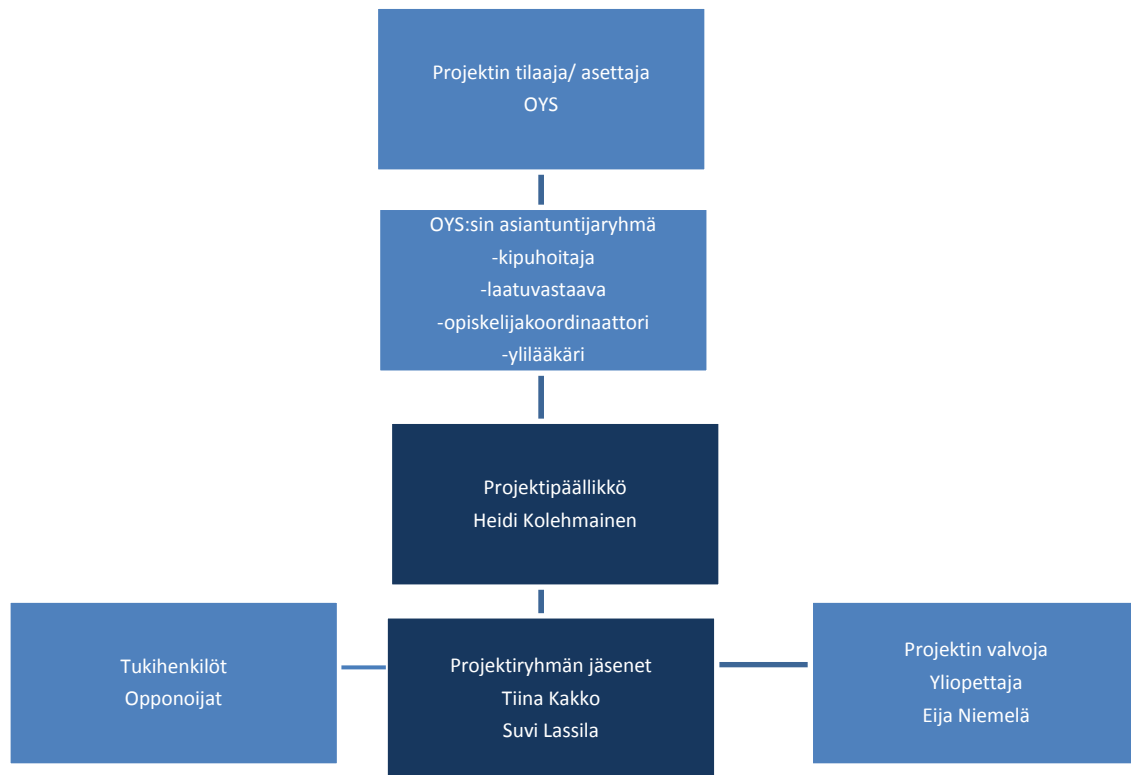 Projektin tilaaja/ asettaja
OYS
OYS:sin asiantuntijaryhmä
-kipuhoitaja
-laatuvastaava
-opiskelijakoordinaattori
-ylilääkäri
Projektipäällikkö
Heidi Kolehmainen
Tukihenkilöt
Opponoijat
Projektiryhmän jäsenet
Tiina Kakko
Suvi Lassila
Projektin valvoja
Yliopettaja
Eija Niemelä